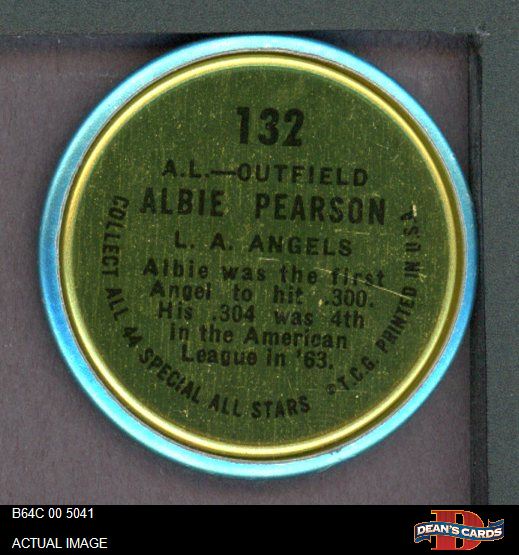 132
A.L.—OUTFIELD
ALBIE PEARSON
L. A. ANGELS
Albie was the first
Angel to hit .300.
His .304 was 4th
in the American
League in '63.
COLLECT ALL 44 SPECIAL ALL STARS
©T.C.G. PRINTED IN U.S.A.
B64C 00 5041
ACTUAL IMAGE
D
DEAN'S CARDS